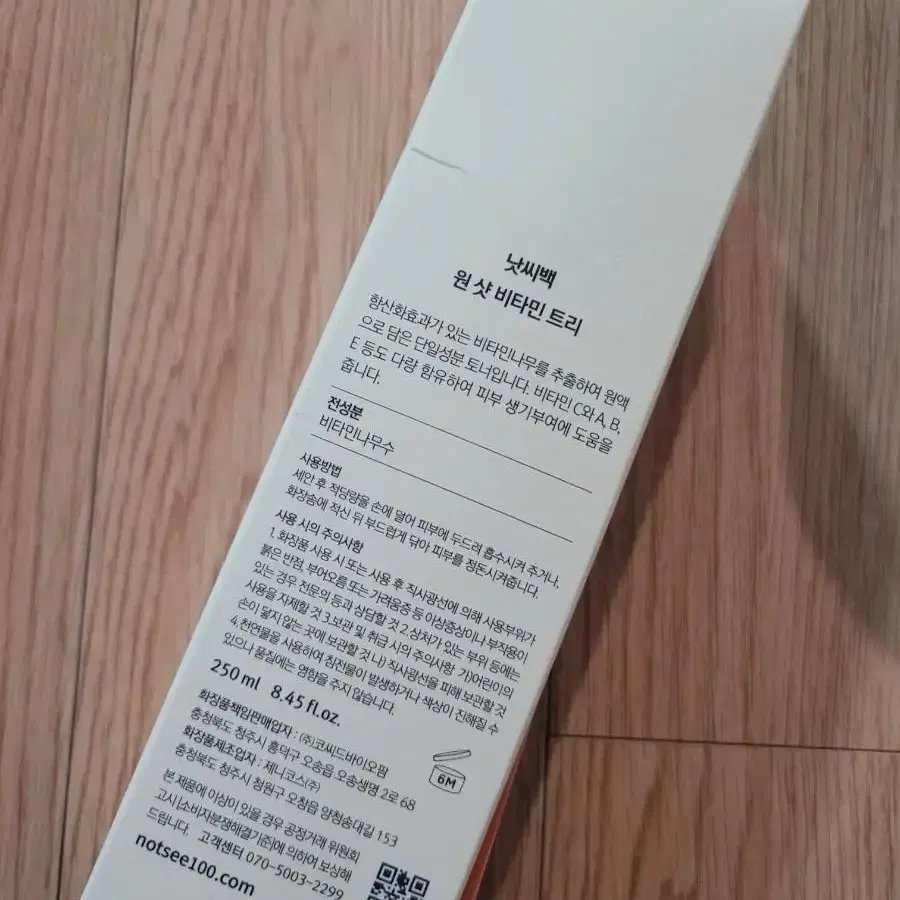 낫씨백
원 샷 비타민 트리
항산화효과가 있는 비타민나무를 추출하여 원액
으로 담은 단일성분 토너입니다. 비타민 C와 A, B,
E 등도 다량 함유하여 피부 생기부여에 도움을
줍니다.
전성분
비타민나무수
사용방법
세안 후 적당량을 손에 덜어 피부에 두드려 흡수시켜 주거나,
화장솜에 적신 뒤 부드럽게 닦아 피부를 정돈시켜줍니다.
사용 시의 주의사항
1. 화장품 사용 시 또는 사용 후 직사광선에 의해 사용부위가
붉은 반점, 부어오름 또는 가려움증 등 이상증상이나 부작용이
있는 경우 전문의 등과 상담할 것 2.상처가 있는 부위 등에는
사용을 자제할 것 3.보관 및 취급 시의 주의사항 가)어린이의
손이 닿지 않는 곳에 보관할 것 나) 직사광선을 피해 보관할 것
4.천연물을 사용하여 침전물이 발생하거나 색상이 진해질 수
있으나 품질에는 영향을 주지 않습니다.
250 ml 8.45 fl.oz.
화장품책임판매업자 : (주)코씨드바이오팜
충청북도 청주시 흥덕구 오송읍 오송생명 2로 68
화장품제조업자 : 제니코스(주)
충청북도 청주시 청원구 오창읍 양청송대길 153
6M
본 제품에 이상이 있을 경우 공정거래 위원회
고시 [소비자분쟁해결기준]에 의하여 보상해
드립니다. 고객센터 070-5003-2299
notsee100.com